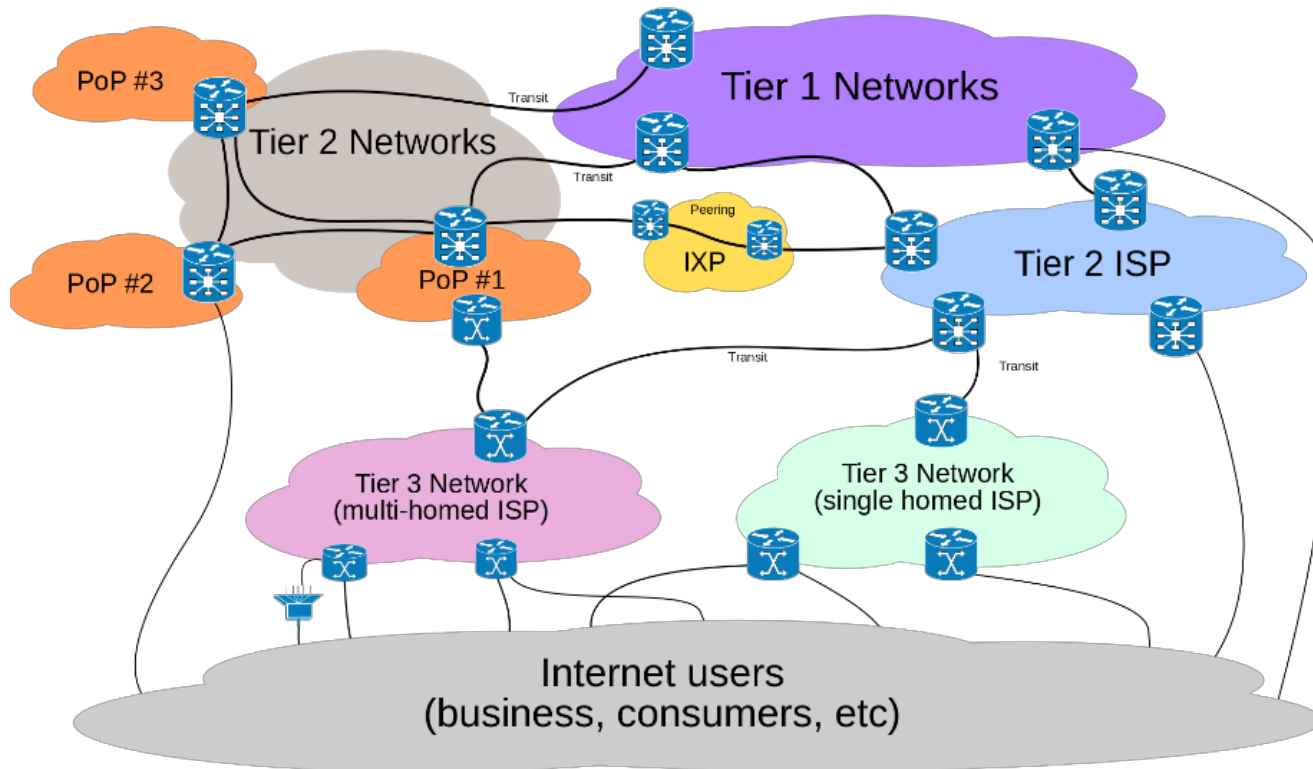 PoP #3
Transit
Tier 1 Networks
Tier 2 Networks
Transit
Peering
IXP
PoP #2
PoP #1
Tier 2 ISP
Transit
Transit
Tier 3 Network
(multi-homed ISP)
Tier 3 Network
(single homed ISP)
Internet users
(business, consumers, etc)